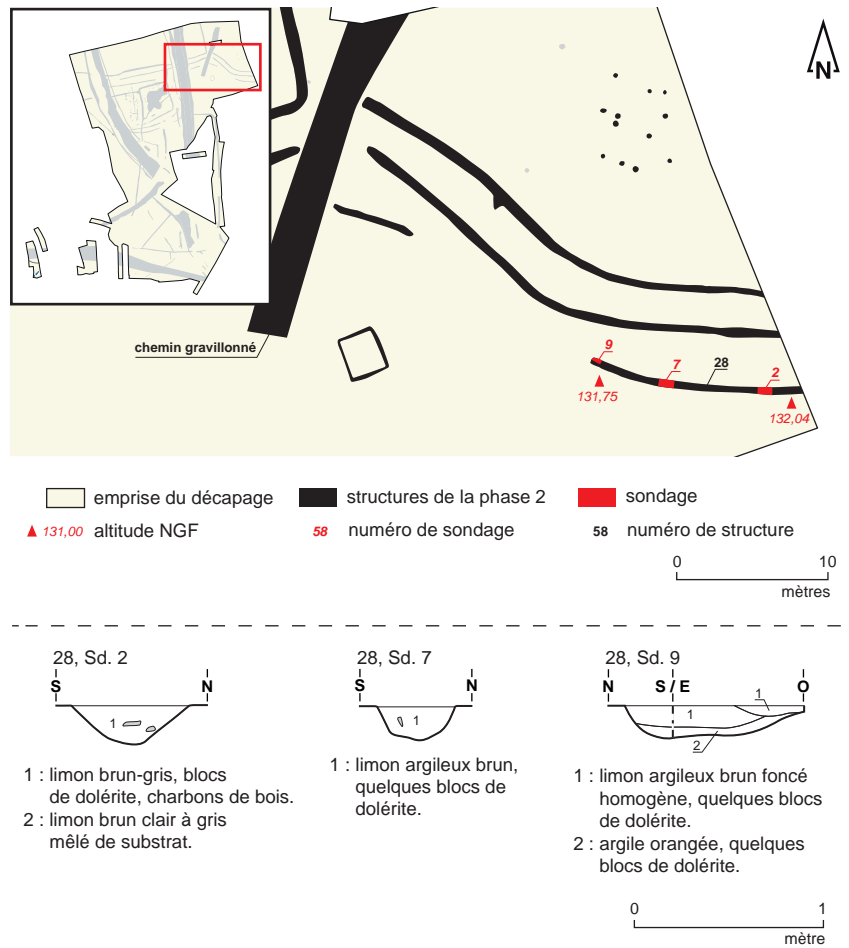 N
chemin gravillonné
9
7
28
2
131,75
132,04
emprise du décapage
structures de la phase 2
sondage
131,00 altitude NGF
58 numéro de sondage
58 numéro de structure
0 10
mètres
28, Sd. 2
S N
1
1 : limon brun-gris, blocs
de dolérite, charbons de bois.
2 : limon brun clair à gris
mêlé de substrat.
28, Sd. 7
S N
1
1 : limon argileux brun,
quelques blocs de
dolérite.
28, Sd. 9
N S / E O
1
1
2
1 : limon argileux brun foncé
homogène, quelques blocs
de dolérite.
2 : argile orangée, quelques
blocs de dolérite.
0 1
mètre